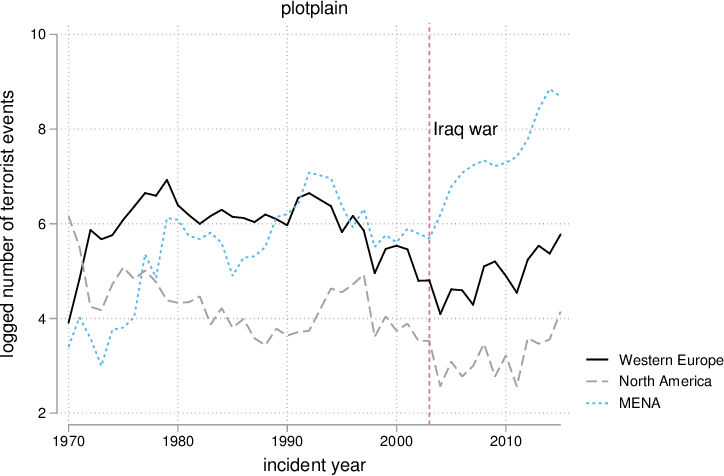 plotplain
logged number of terrorist events
10
8
6
4
2
Iraq war
1970
1980
1990
2000
2010
incident year
Western Europe
North America
MENA